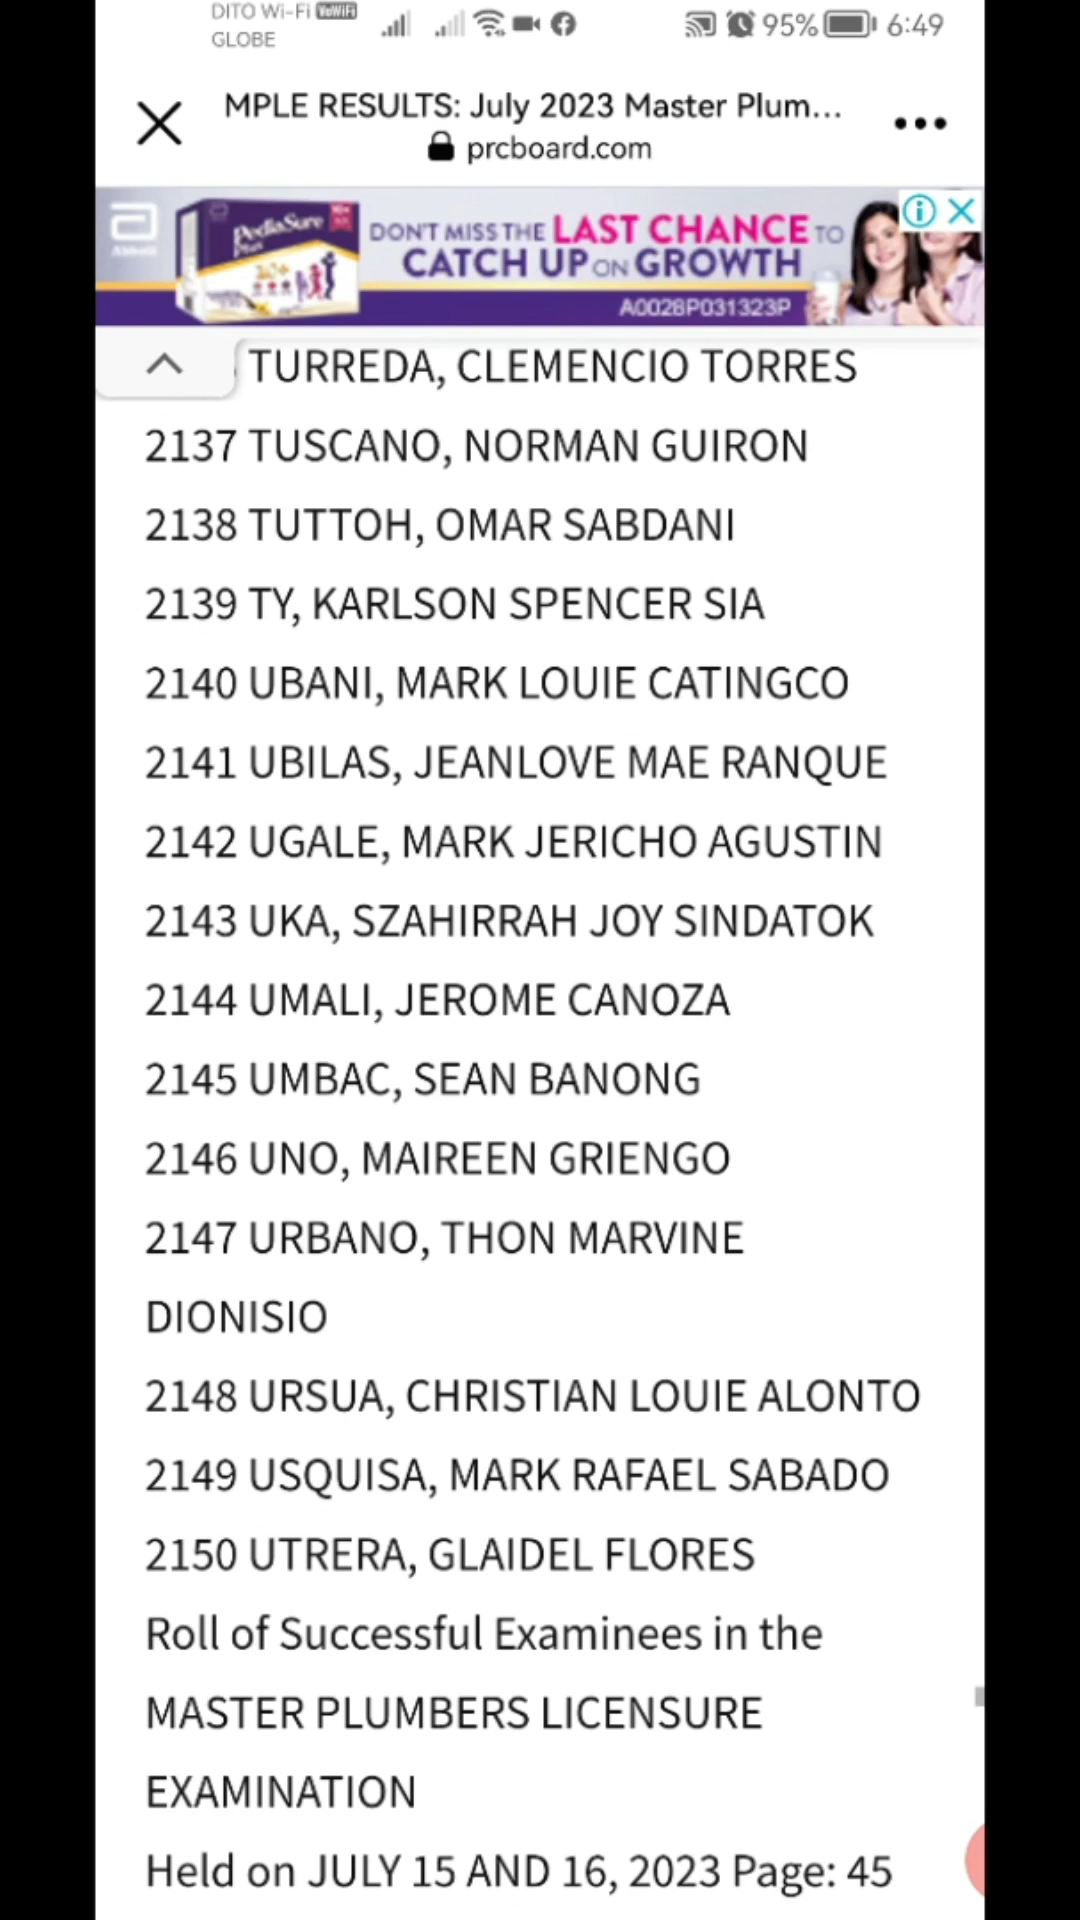 DITO Wi-Fi VoWiFi
GLOBE
95% 6:49
MPLE RESULTS: July 2023 Master Plum...
prcboard.com
Abbott
PediaSure
Plus
10+
DON'T MISS THE LAST CHANCE TO
CATCH UP ON GROWTH
A0028P031323P
TURREDA, CLEMENCIO TORRES
2137 TUSCANO, NORMAN GUIRON
2138 TUTTOH, OMAR SABDANI
2139 TY, KARLSON SPENCER SIA
2140 UBANI, MARK LOUIE CATINGCO
2141 UBILAS, JEANLOVE MAE RANQUE
2142 UGALE, MARK JERICHO AGUSTIN
2143 UKA, SZAHIRRAH JOY SINDATOK
2144 UMALI, JEROME CANOZA
2145 UMBAC, SEAN BANONG
2146 UNO, MAIREEN GRIENGO
2147 URBANO, THON MARVINE
DIONISIO
2148 URSUA, CHRISTIAN LOUIE ALONTO
2149 USQUISA, MARK RAFAEL SABADO
2150 UTRERA, GLAIDEL FLORES
Roll of Successful Examinees in the
MASTER PLUMBERS LICENSURE
EXAMINATION
Held on JULY 15 AND 16, 2023 Page: 45